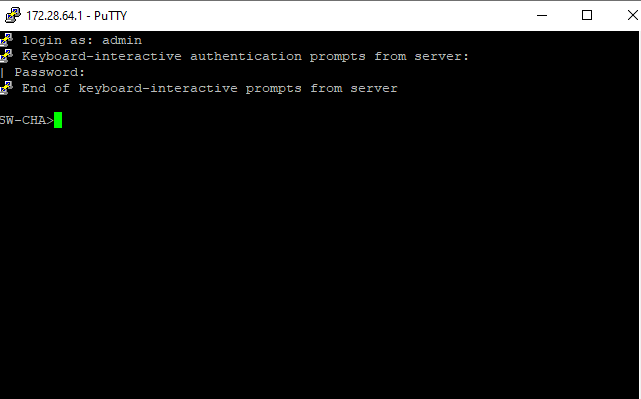 172.28.64.1 - PuTTY
login as: admin
Keyboard-interactive authentication prompts from server:
| Password:
End of keyboard-interactive prompts from server
SW-CHA>